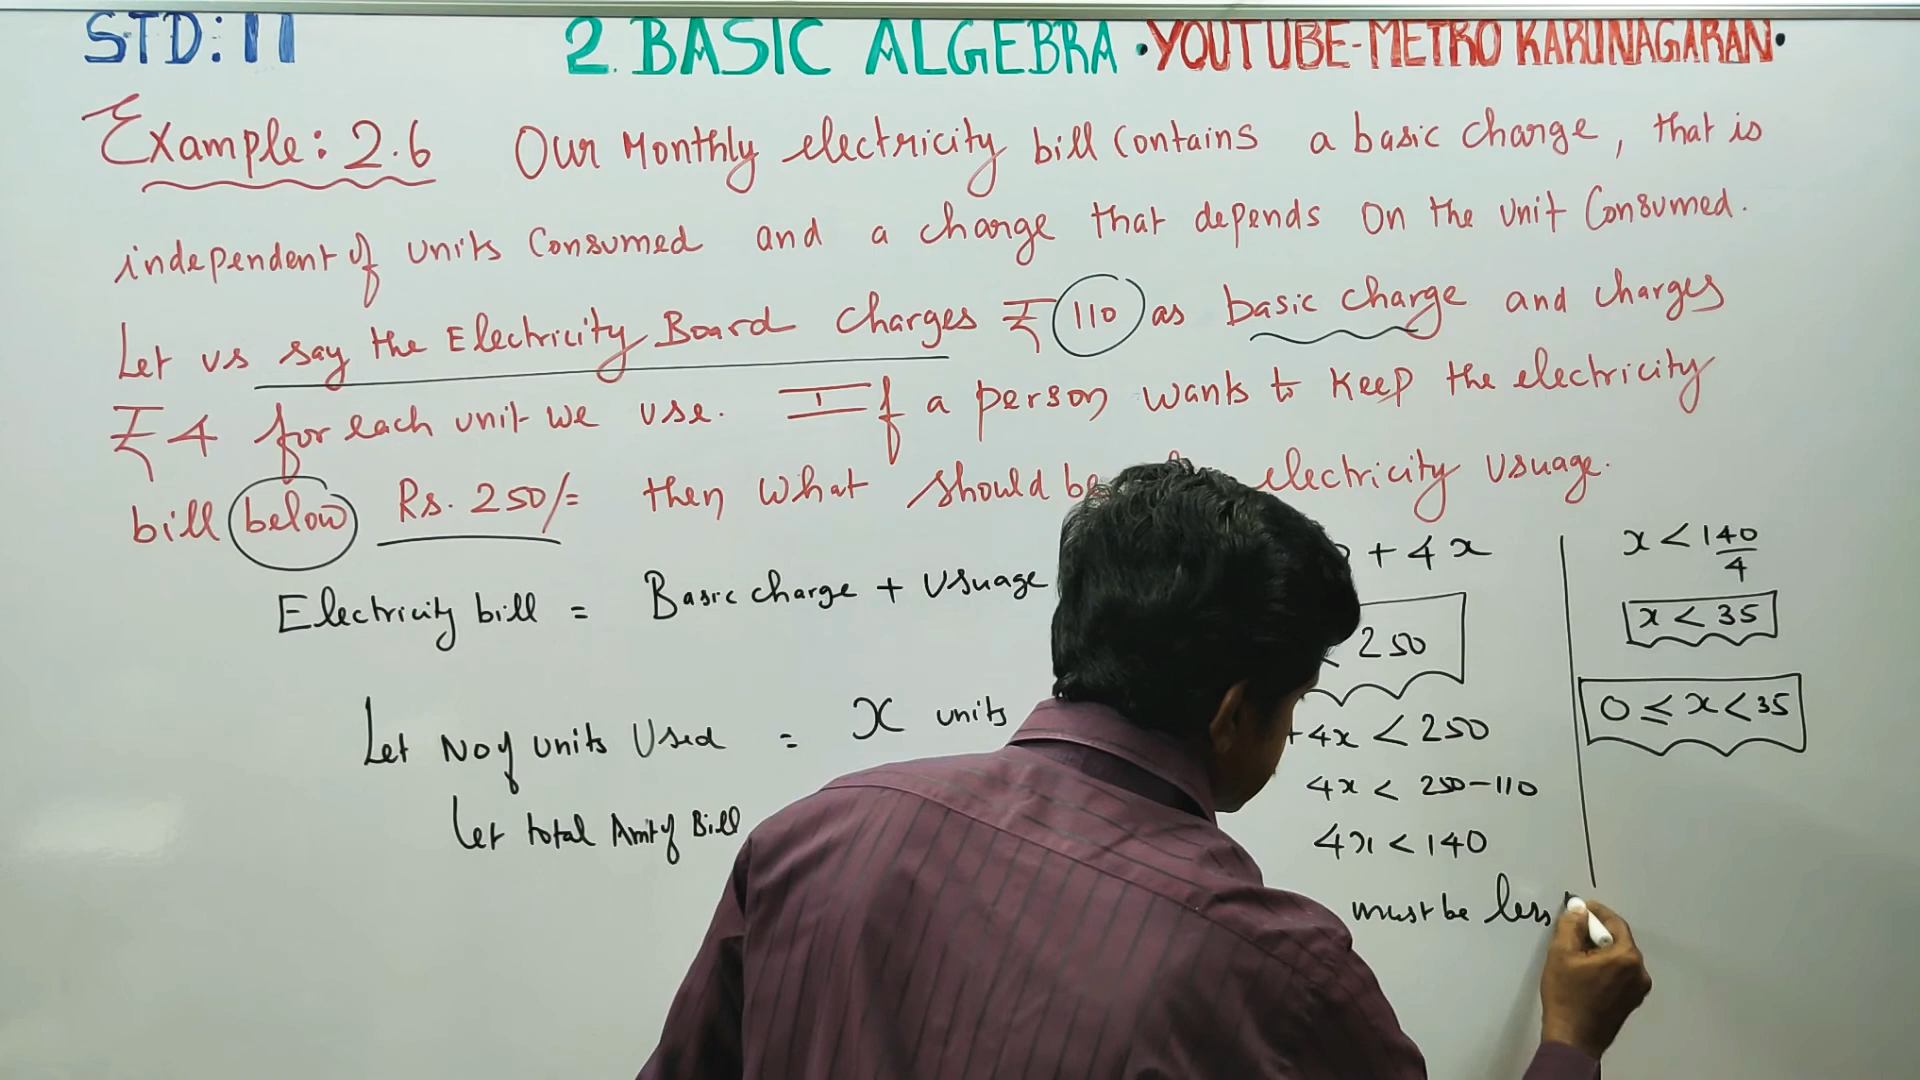 STD: 11 2. BASIC ALGEBRA · YOUTUBE-METRO KARUNAGARAN·
Example: 2.6 Our Monthly electricity bill contains a basic charge, that is
independent of units consumed and a charge that depends on the unit consumed.
Let us say the Electricity Board charges ₹ 110 as basic charge and charges
₹ 4 for each unit we use. If a person wants to keep the electricity
bill below Rs. 250/= then what should be electricity usuage.
Electricity bill = Basic charge + usuage
Let No of units Used = x units
Let total Amt of Bill
+ 4x
< 250
+4x < 250
4x < 250-110
4x < 140
must be less
x < 140/4
x < 35
0 ≤ x < 35